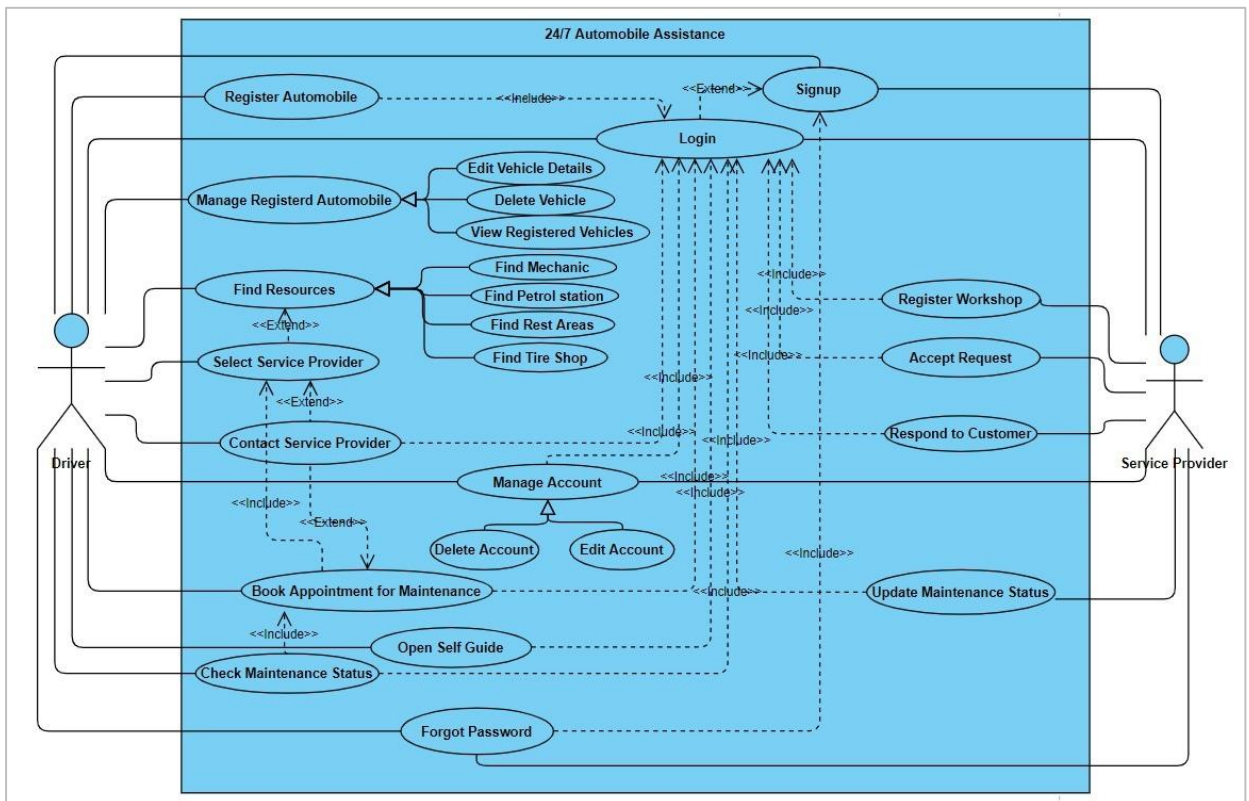 24/7 Automobile Assistance
Signup
<<Extend>>
Register Automobile
<<Include>>
Login
Edit Vehicle Details
Manage Registerd Automobile
Delete Vehicle
View Registered Vehicles
Find Mechanic
<<Include>>
Find Resources
Find Petrol station
Register Workshop
<<Include>>
<<Extend>>
Find Rest Areas
Select Service Provider
Find Tire Shop
<<Include>>
<<Include>>
Accept Request
<<Extend>>
Contact Service Provider
<<Include>>
<<Include>>
<<Include>>
Respond to Customer
Driver
Service Provider
Manage Account
<<Include>>
<<Include>>
<<Include>>
<<Extend>>
Delete Account
Edit Account
<<Include>>
Book Appointment for Maintenance
<<Include>>
Update Maintenance Status
<<Include>>
Open Self Guide
Check Maintenance Status
Forgot Password